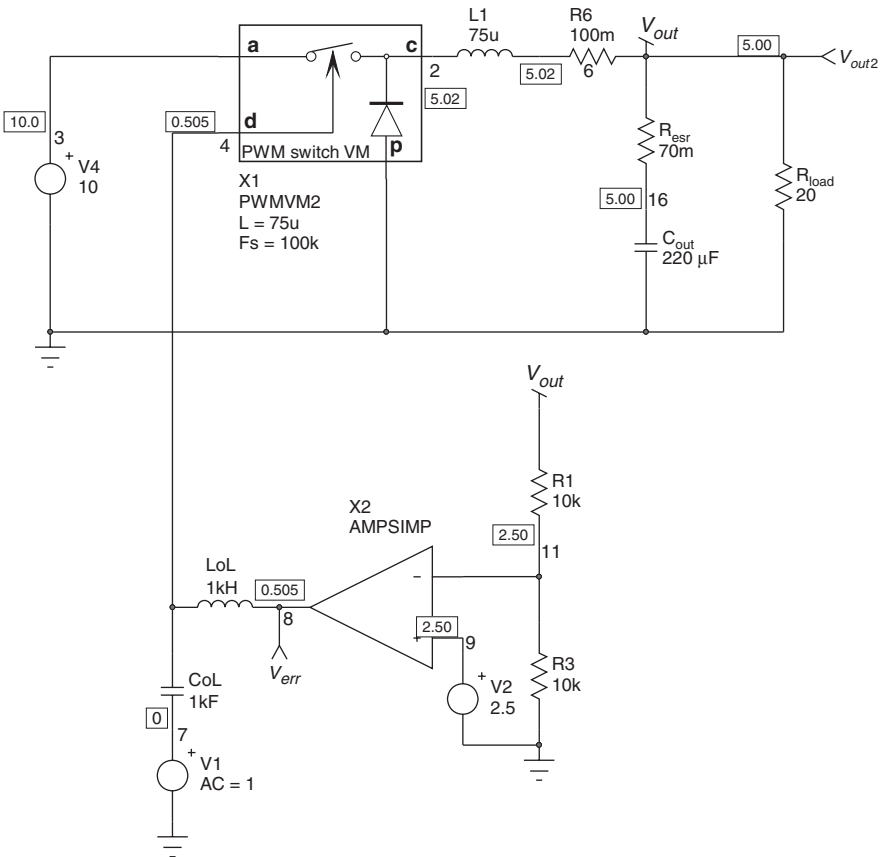 L1
75u
R6
100m
Vout
a
c
2
5.02
6
5.00
Vout2
5.02
10.0
3
V4
10
0.505
4
d
p
PWM switch VM
X1
PWMVM2
L = 75u
Fs = 100k
Resr
70m
5.00
16
Cout
220 μF
Rload
20
Vout
R1
10k
2.50
11
X2
AMPSIMP
LoL
1kH
0.505
8
Verr
−
2.50
+
9
+
V2
2.5
R3
10k
CoL
1kF
0
7
+
V1
AC = 1
+